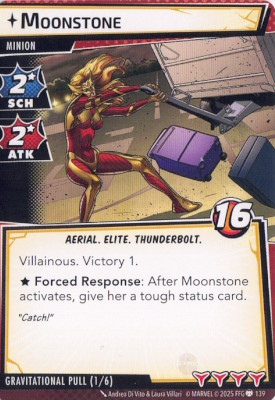 MOONSTONE
MINION
2★
SCH
2★
ATK
16
AERIAL. ELITE. THUNDERBOLT.
Villainous. Victory 1.
★ Forced Response: After Moonstone
activates, give her a tough status card.
"Catch!"
GRAVITATIONAL PULL (1/6)
Andrea Di Vito & Laura Villari © MARVEL © 2025 FFG 139